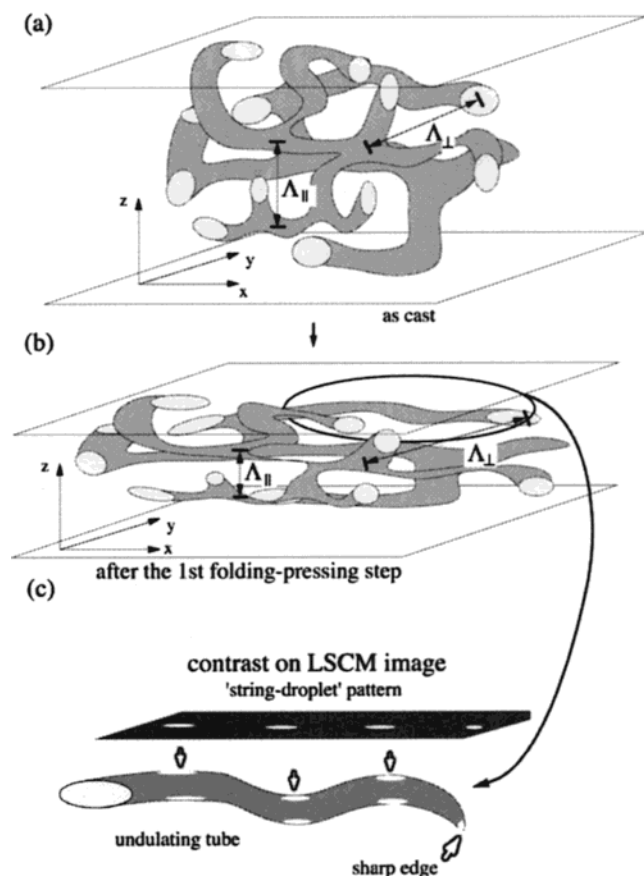 (a)
Λ⊥
Λ∥
z
y
x
as cast
(b)
z
Λ∥
Λ⊥
y
x
after the 1st folding-pressing step
(c)
contrast on LSCM image
'string-droplet' pattern
undulating tube
sharp edge